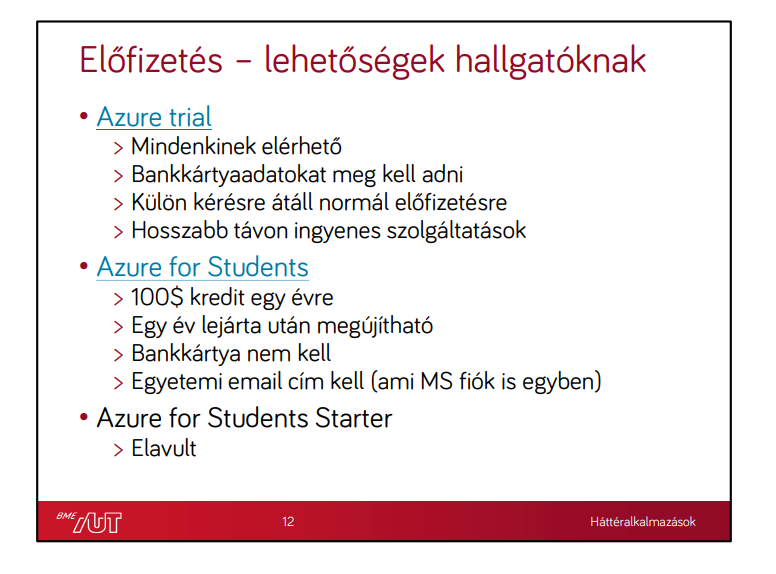 Előfizetés – lehetőségek hallgatóknak
• Azure trial
> Mindenkinek elérhető
> Bankkártyaadatokat meg kell adni
> Külön kérésre átáll normál előfizetésre
> Hosszabb távon ingyenes szolgáltatások
• Azure for Students
> 100$ kredit egy évre
> Egy év lejárta után megújítható
> Bankkártya nem kell
> Egyetemi email cím kell (ami MS fiók is egyben)
• Azure for Students Starter
> Elavult
BME AUT
12
Háttéralkalmazások